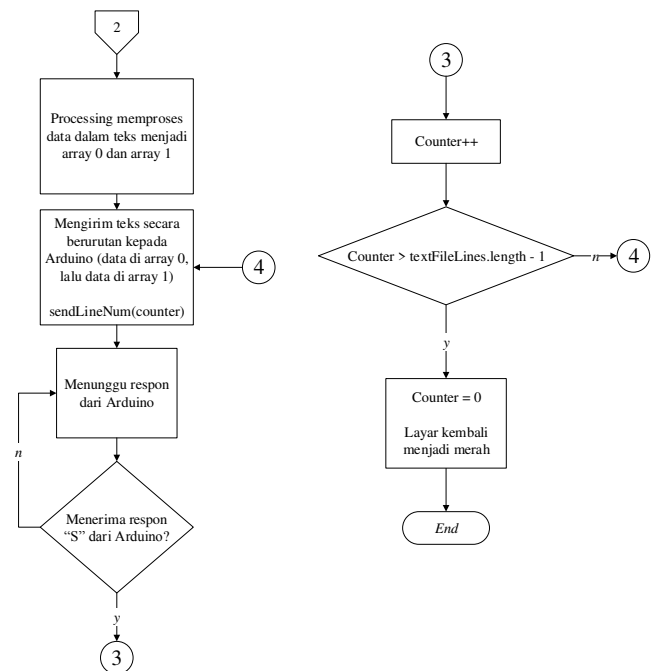 2
Processing memproses
data dalam teks menjadi
array 0 dan array 1
Mengirim teks secara
berurutan kepada
Arduino (data di array 0,
lalu data di array 1)
sendLineNum(counter)
4
Menunggu respon
dari Arduino
n
Menerima respon
“S” dari Arduino?
y
3
3
Counter++
Counter > textFileLines.length - 1
n
4
y
Counter = 0
Layar kembali
menjadi merah
End